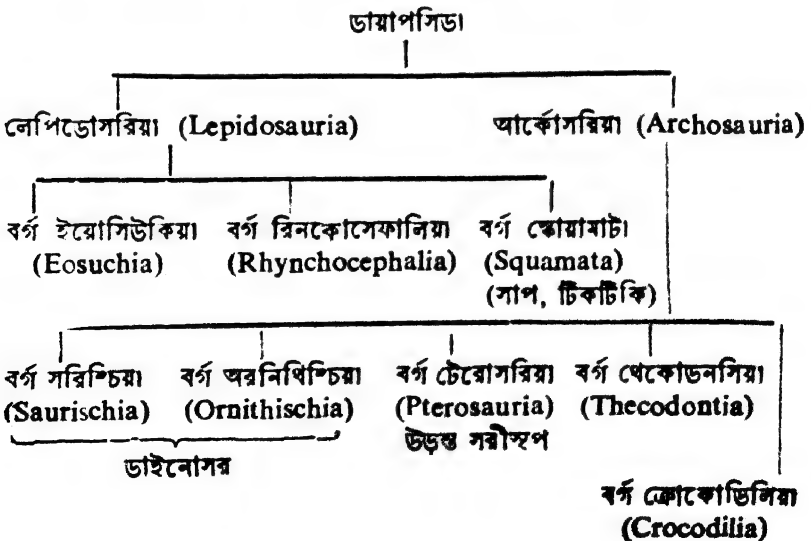 ডায়াপসিডা
লেপিডোসরিয়া (Lepidosauria) আর্কোসরিয়া (Archosauria)
বর্গ ইয়োসিউকিয়া বর্গ রিনকোসেফালিয়া বর্গ স্কোয়ামাটা
(Eosuchia) (Rhynchocephalia) (Squamata)
(সাপ, টিকটিকি)
বর্গ সরিশ্চিয়া বর্গ অরনিথিশ্চিয়া বর্গ টেরোসরিয়া বর্গ থেকোডনসিয়া
(Saurischia) (Ornithischia) (Pterosauria) (Thecodontia)
উড়ন্ত সরীসৃপ
ডাইনোসর
বর্গ ক্রোকোডিলিয়া
(Crocodilia)